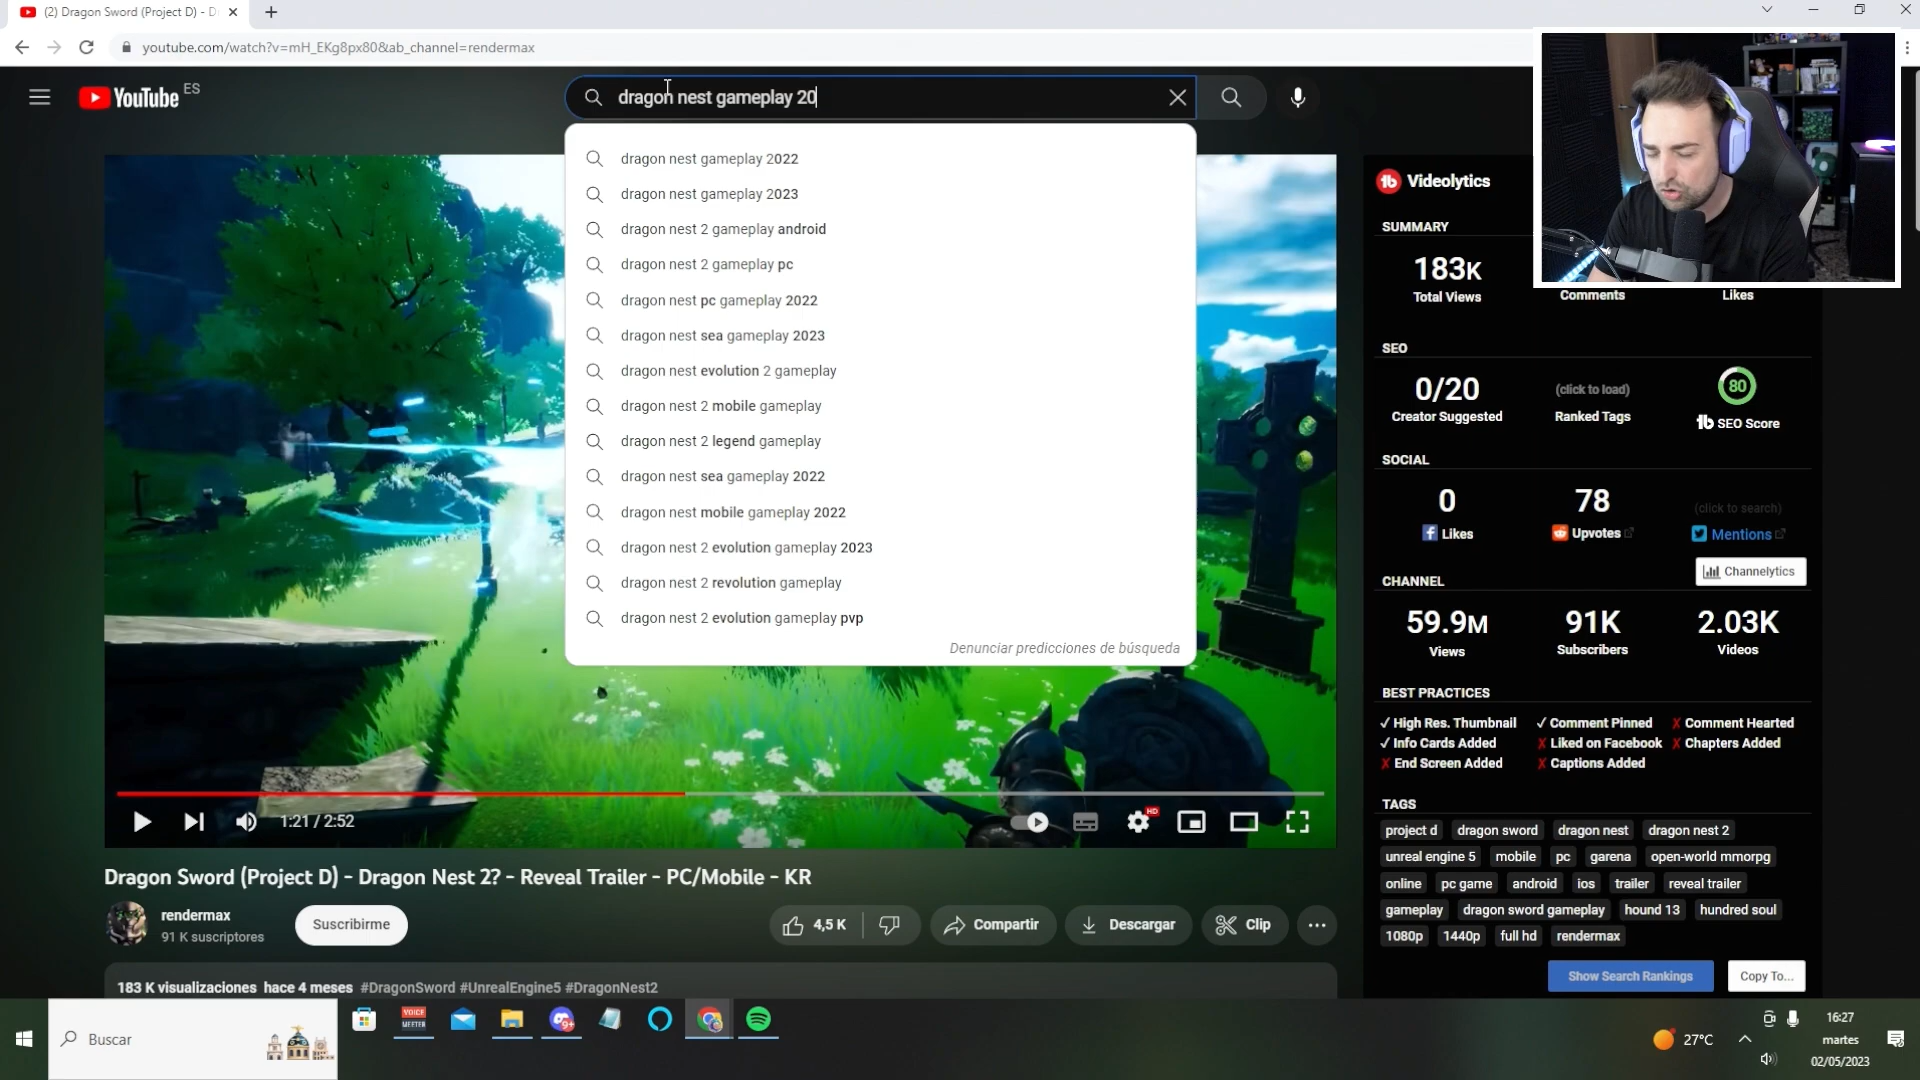 (2) Dragon Sword (Project D) - D
youtube.com/watch?v=mH_EKg8px80&ab_channel=rendermax
YouTube ES
dragon nest gameplay 20
dragon nest gameplay 2022
dragon nest gameplay 2023
dragon nest 2 gameplay android
dragon nest 2 gameplay pc
dragon nest pc gameplay 2022
dragon nest sea gameplay 2023
dragon nest evolution 2 gameplay
dragon nest 2 mobile gameplay
dragon nest 2 legend gameplay
dragon nest sea gameplay 2022
dragon nest mobile gameplay 2022
dragon nest 2 evolution gameplay 2023
dragon nest 2 revolution gameplay
dragon nest 2 evolution gameplay pvp
Denunciar predicciones de búsqueda
1:21 / 2:52
HD
Dragon Sword (Project D) - Dragon Nest 2? - Reveal Trailer - PC/Mobile - KR
rendermax
91 K suscriptores
Suscribirme
4,5 K
Compartir
Descargar
Clip
183 K visualizaciones hace 4 meses #DragonSword #UnrealEngine5 #DragonNest2
tb Videolytics
SUMMARY
183K
Total Views
Comments
Likes
SEO
0/20
Creator Suggested
(click to load)
Ranked Tags
80
tb SEO Score
SOCIAL
0
Likes
78
Upvotes
(click to search)
Mentions
Channelytics
CHANNEL
59.9M
Views
91K
Subscribers
2.03K
Videos
BEST PRACTICES
✓ High Res. Thumbnail ✓ Comment Pinned ✗ Comment Hearted
✓ Info Cards Added ✗ Liked on Facebook ✗ Chapters Added
✗ End Screen Added ✗ Captions Added
TAGS
project d dragon sword dragon nest dragon nest 2
unreal engine 5 mobile pc garena open-world mmorpg
online pc game android ios trailer reveal trailer
gameplay dragon sword gameplay hound 13 hundred soul
1080p 1440p full hd rendermax
Show Search Rankings
Copy To...
Buscar
VOICE
MEETER
9+
27°C
16:27
martes
02/05/2023